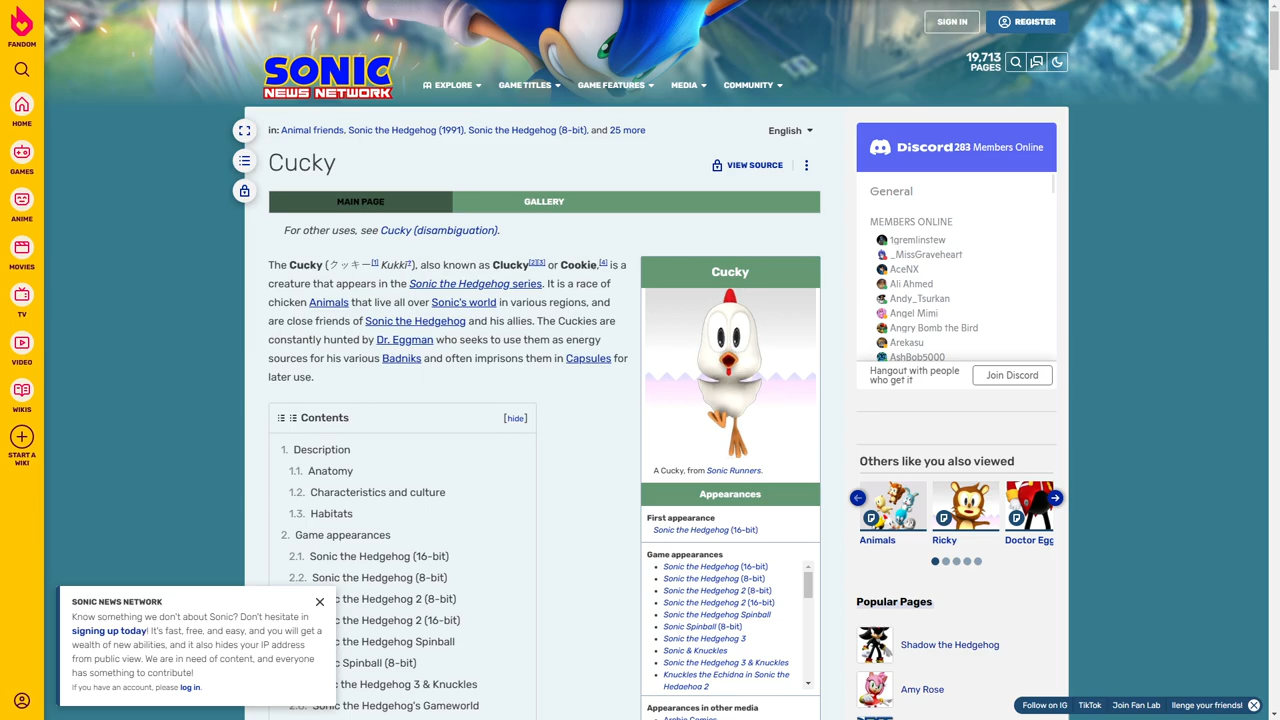 SIGN IN
REGISTER
FANDOM
HOME
GAMES
ANIME
MOVIES
TV
VIDEO
WIKIS
START A
WIKI
SONIC
NEWS NETWORK
EXPLORE
GAME TITLES
GAME FEATURES
MEDIA
COMMUNITY
19,713
PAGES
in: Animal friends, Sonic the Hedgehog (1991), Sonic the Hedgehog (8-bit), and 25 more
English
Cucky
VIEW SOURCE
MAIN PAGE
GALLERY
For other uses, see Cucky (disambiguation).
The Cucky (クッキー[1] Kukkī?), also known as Clucky[2][3] or Cookie,[4] is a
creature that appears in the Sonic the Hedgehog series. It is a race of
chicken Animals that live all over Sonic's world in various regions, and
are close friends of Sonic the Hedgehog and his allies. The Cuckies are
constantly hunted by Dr. Eggman who seeks to use them as energy
sources for his various Badniks and often imprisons them in Capsules for
later use.
Contents [hide]
1. Description
1.1. Anatomy
1.2. Characteristics and culture
1.3. Habitats
2. Game appearances
2.1. Sonic the Hedgehog (16-bit)
2.2. Sonic the Hedgehog (8-bit)
the Hedgehog 2 (8-bit)
the Hedgehog 2 (16-bit)
the Hedgehog Spinball
Spinball (8-bit)
the Hedgehog 3 & Knuckles
the Hedgehog's Gameworld
Cucky
A Cucky, from Sonic Runners.
Appearances
First appearance
Sonic the Hedgehog (16-bit)
Game appearances
Sonic the Hedgehog (16-bit)
Sonic the Hedgehog (8-bit)
Sonic the Hedgehog 2 (8-bit)
Sonic the Hedgehog 2 (16-bit)
Sonic the Hedgehog Spinball
Sonic Spinball (8-bit)
Sonic the Hedgehog 3
Sonic & Knuckles
Sonic the Hedgehog 3 & Knuckles
Knuckles the Echidna in Sonic the
Hedgehog 2
Appearances in other media
Archie Comics
Discord 283 Members Online
General
MEMBERS ONLINE
1gremlinstew
_MissGraveheart
AceNX
Ali Ahmed
Andy_Tsurkan
Angel Mimi
Angry Bomb the Bird
Arekasu
AshBob5000
Hangout with people
who get it
Join Discord
Others like you also viewed
Animals
Ricky
Doctor Egg
Popular Pages
Shadow the Hedgehog
Amy Rose
SONIC NEWS NETWORK
Know something we don't about Sonic? Don't hesitate in
signing up today! It's fast, free, and easy, and you will get a
wealth of new abilities, and it also hides your IP address
from public view. We are in need of content, and everyone
has something to contribute!
If you have an account, please log in.
Follow on IG
TikTok
Join Fan Lab
llenge your friends!